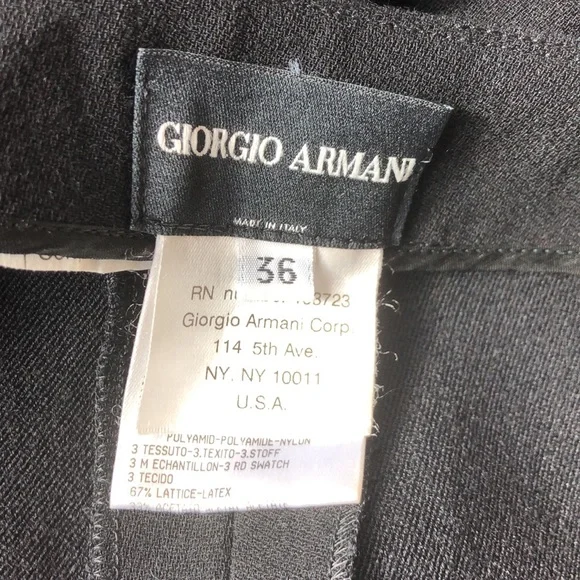 GIORGIO ARMANI
MADE IN ITALY
36
RN
Giorgio Armani Corp.
114 5th Ave.
NY. NY 10011
U.S.A.
POLYAMID-POLYAMIDE-NYLON
3 TESSUTO-3.TEXITO-3.STOFF
3 M ECHANTILLON-3 RD SWATCH
3 TECIDO
67% LATTICE-LATEX